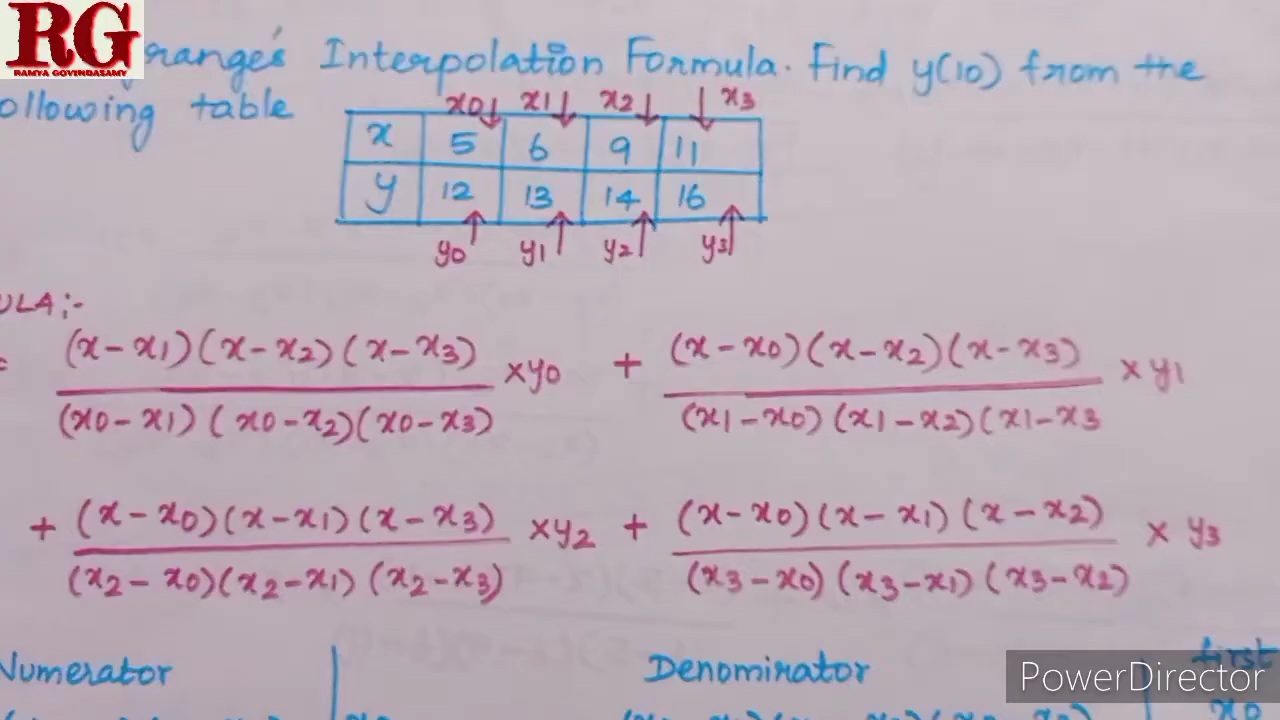 RG
RAMYA GOVINDASAMY
range's Interpolation Formula. Find y(10) from the
ollowing table
x0 x1 x2 x3
x 5 6 9 11
y 12 13 14 16
y0 y1 y2 y3
ULA:-
= (x-x1)(x-x2)(x-x3) / (x0-x1)(x0-x2)(x0-x3) × y0 + (x-x0)(x-x2)(x-x3) / (x1-x0)(x1-x2)(x1-x3 × y1
+ (x-x0)(x-x1)(x-x3) / (x2-x0)(x2-x1)(x2-x3) × y2 + (x-x0)(x-x1)(x-x2) / (x3-x0)(x3-x1)(x3-x2) × y3
Numerator Denominator first
PowerDirector